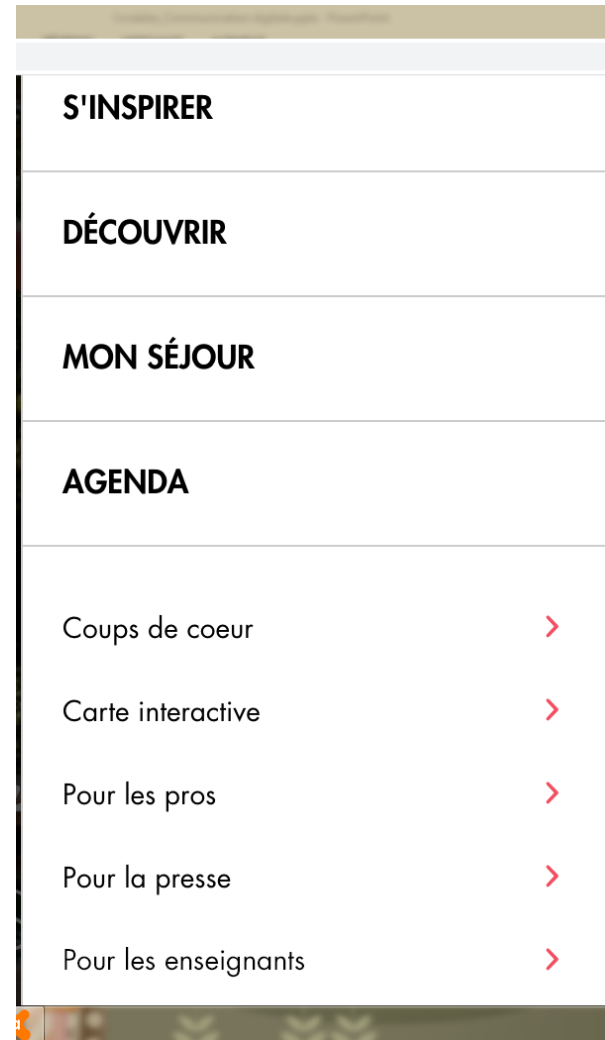 S'INSPIRER
DÉCOUVRIR
MON SÉJOUR
AGENDA
Coups de coeur
Carte interactive
Pour les pros
Pour la presse
Pour les enseignants